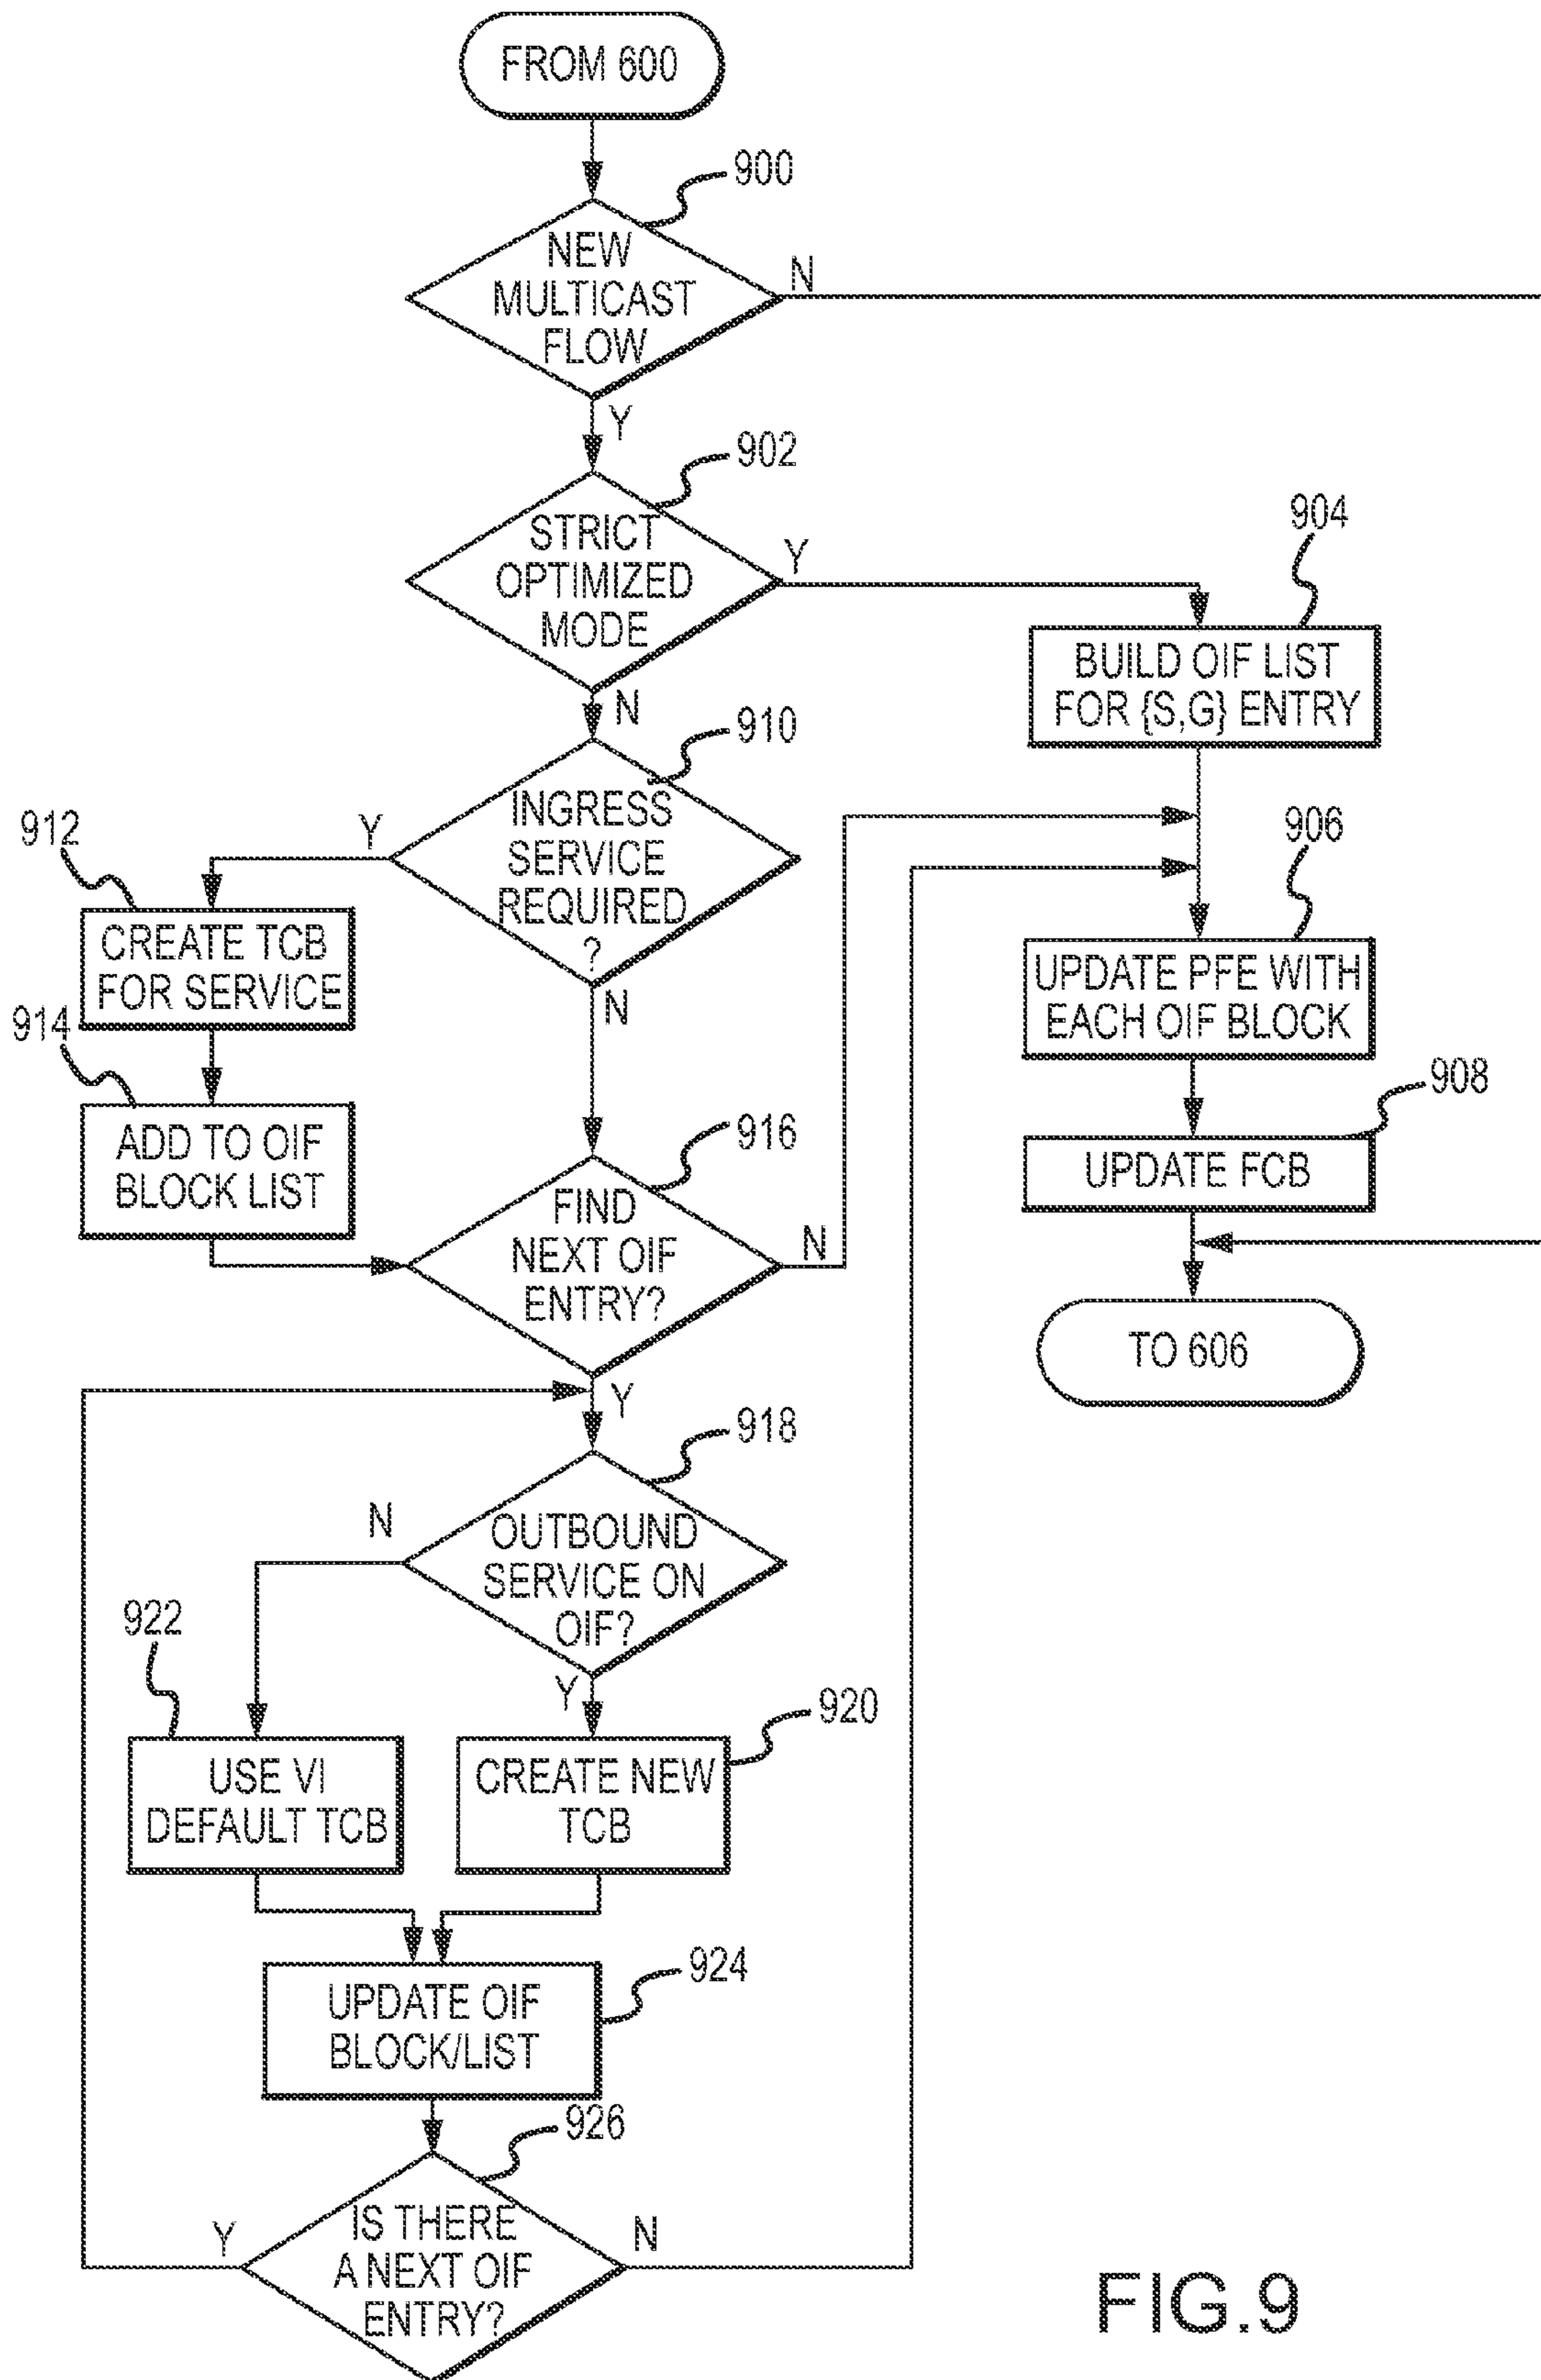 FROM 600
900
NEW
MULTICAST
FLOW
N
Y
902
STRICT
OPTIMIZED
MODE
Y
N
904
BUILD OIF LIST
FOR {S,G} ENTRY
910
INGRESS
SERVICE
REQUIRED
?
Y
N
912
CREATE TCB
FOR SERVICE
914
ADD TO OIF
BLOCK LIST
906
UPDATE PFE WITH
EACH OIF BLOCK
908
UPDATE FCB
TO 606
916
FIND
NEXT OIF
ENTRY?
N
Y
918
OUTBOUND
SERVICE ON
OIF?
N
Y
922
USE VI
DEFAULT TCB
920
CREATE NEW
TCB
924
UPDATE OIF
BLOCK/LIST
926
IS THERE
A NEXT OIF
ENTRY?
Y
N
FIG.9